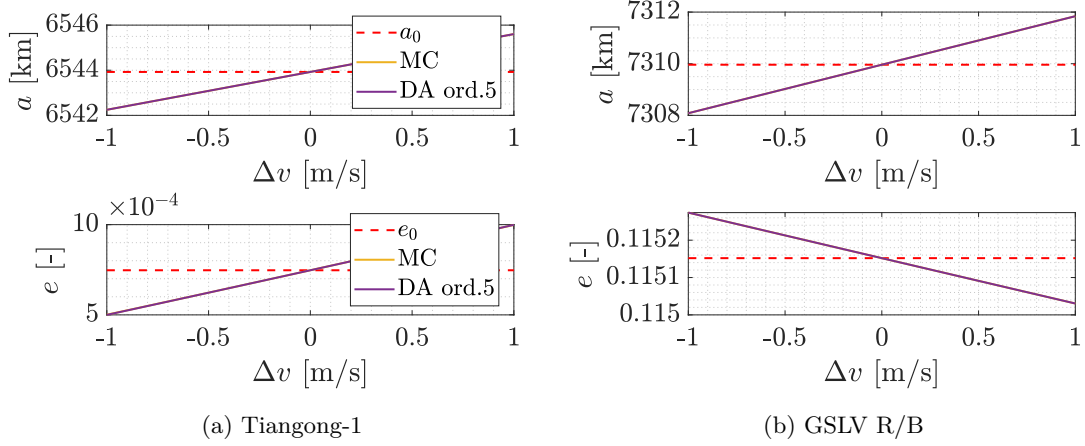 6546
6544
6542
a [km]
-1 -0.5 0 0.5 1
Δv [m/s]
a₀
MC
DA ord.5
7312
7310
7308
a [km]
-1 -0.5 0 0.5 1
Δv [m/s]
×10⁻⁴
10
5
e [-]
-1 -0.5 0 0.5 1
Δv [m/s]
e₀
MC
DA ord.5
0.1152
0.1151
0.115
e [-]
-1 -0.5 0 0.5 1
Δv [m/s]
(a) Tiangong-1
(b) GSLV R/B